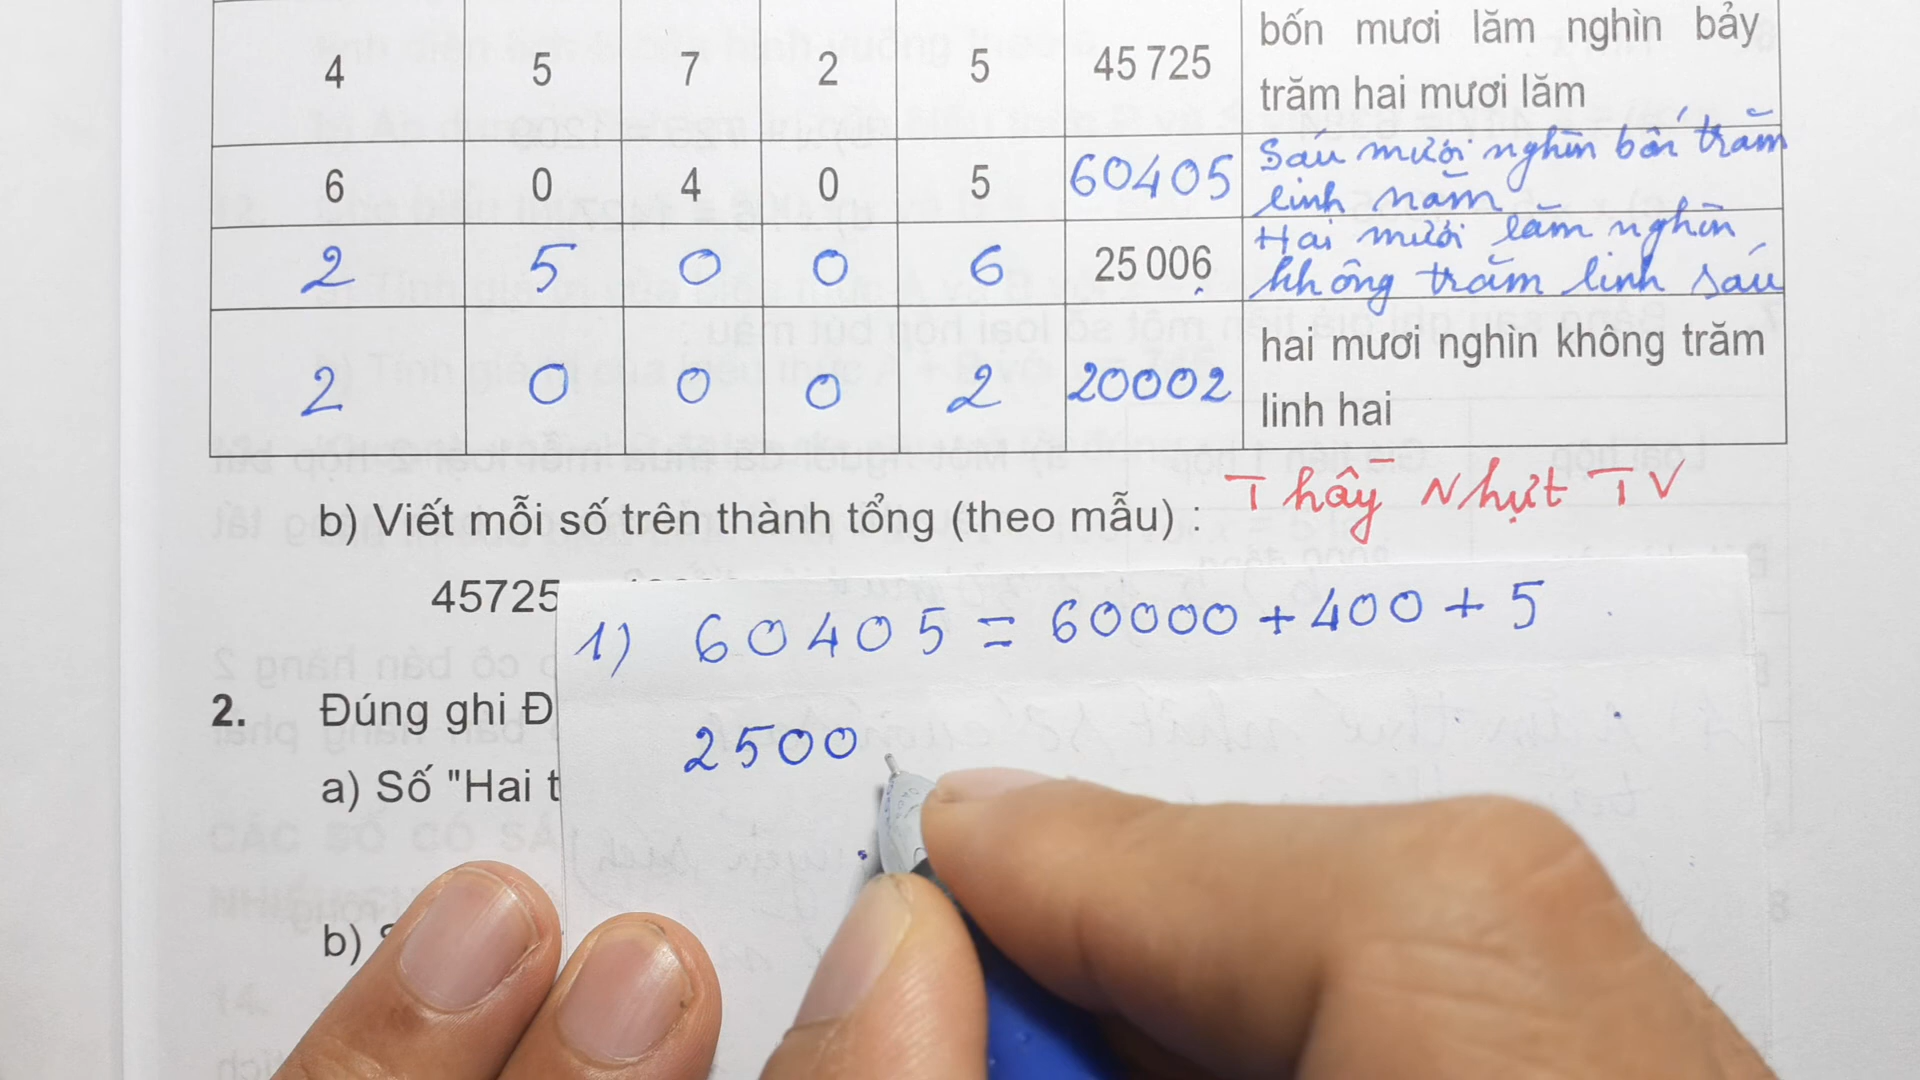 4 5 7 2 5 45 725 bốn mươi lăm nghìn bảy
trăm hai mươi lăm
6 0 4 0 5 60405 Sáu mươi nghìn bốn trăm
linh năm
2 5 0 0 6 25 006 Hai mươi lăm nghìn
không trăm linh sáu
2 0 0 0 2 20002 hai mươi nghìn không trăm
linh hai
b) Viết mỗi số trên thành tổng (theo mẫu) : Thầy Nhựt TV
45725
1) 60405 = 60000 + 400 + 5
2. Đúng ghi Đ
2500
a) Số "Hai t
b)